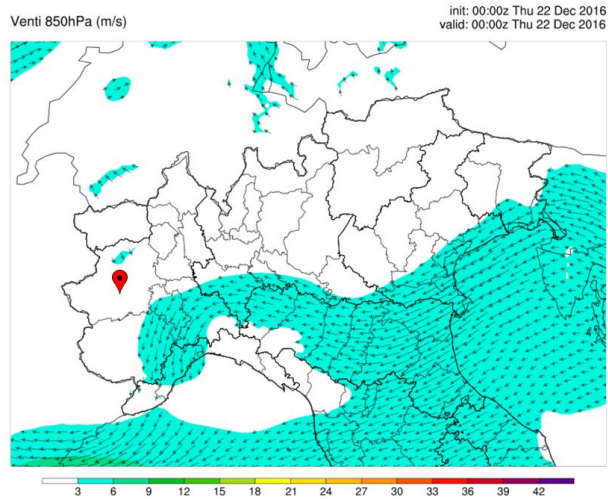 Venti 850hPa (m/s)
init: 00:00z Thu 22 Dec 2016
valid: 00:00z Thu 22 Dec 2016
3 6 9 12 15 18 21 24 27 30 33 36 39 42